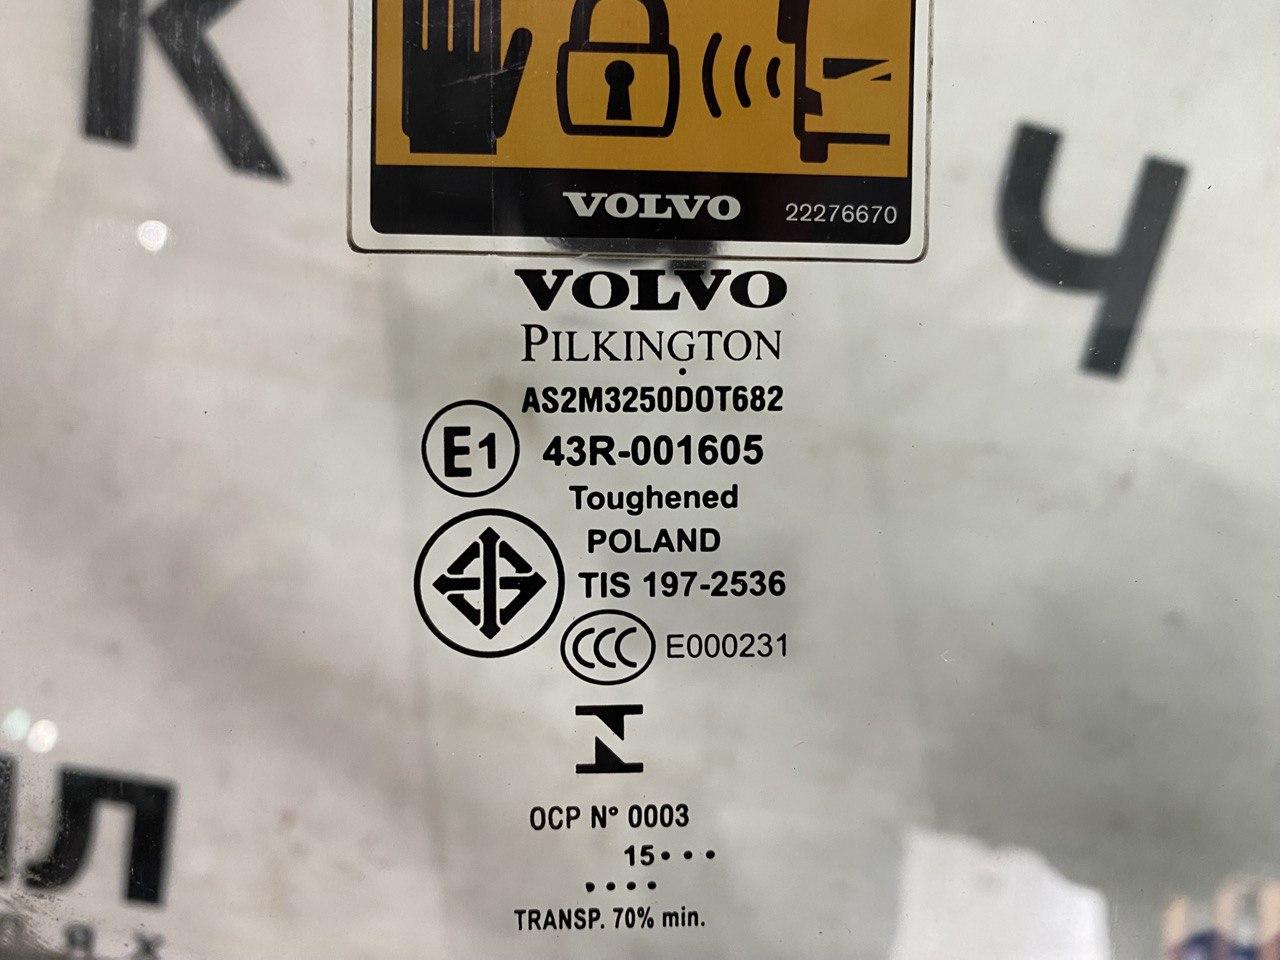 К
Ч
VOLVO 22276670
VOLVO
PILKINGTON
AS2M3250DOT682
E1 43R-001605
Toughened
POLAND
TIS 197-2536
CCC E000231
OCP Nº 0003
15• • •
• • • •
TRANSP. 70% min.